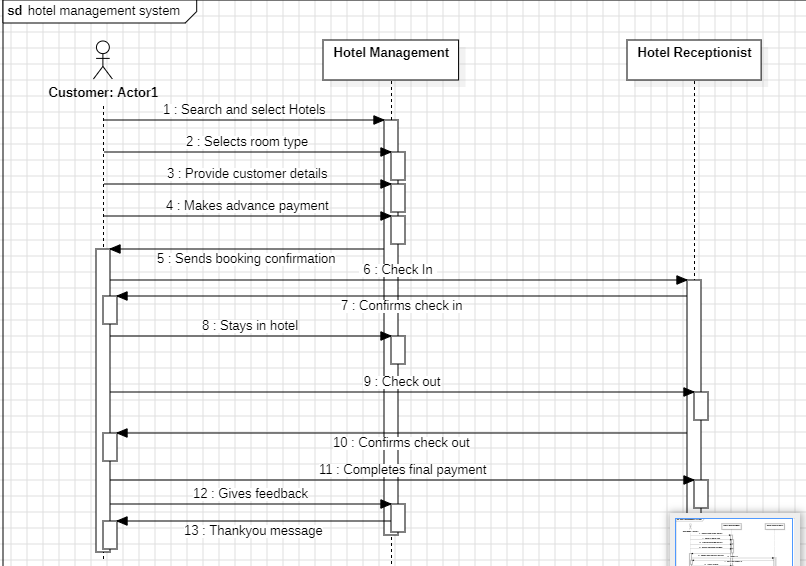 sd hotel management system
Hotel Management
Hotel Receptionist
Customer: Actor1
1 : Search and select Hotels
2 : Selects room type
3 : Provide customer details
4 : Makes advance payment
5 : Sends booking confirmation
6 : Check In
7 : Confirms check in
8 : Stays in hotel
9 : Check out
10 : Confirms check out
11 : Completes final payment
12 : Gives feedback
13 : Thankyou message